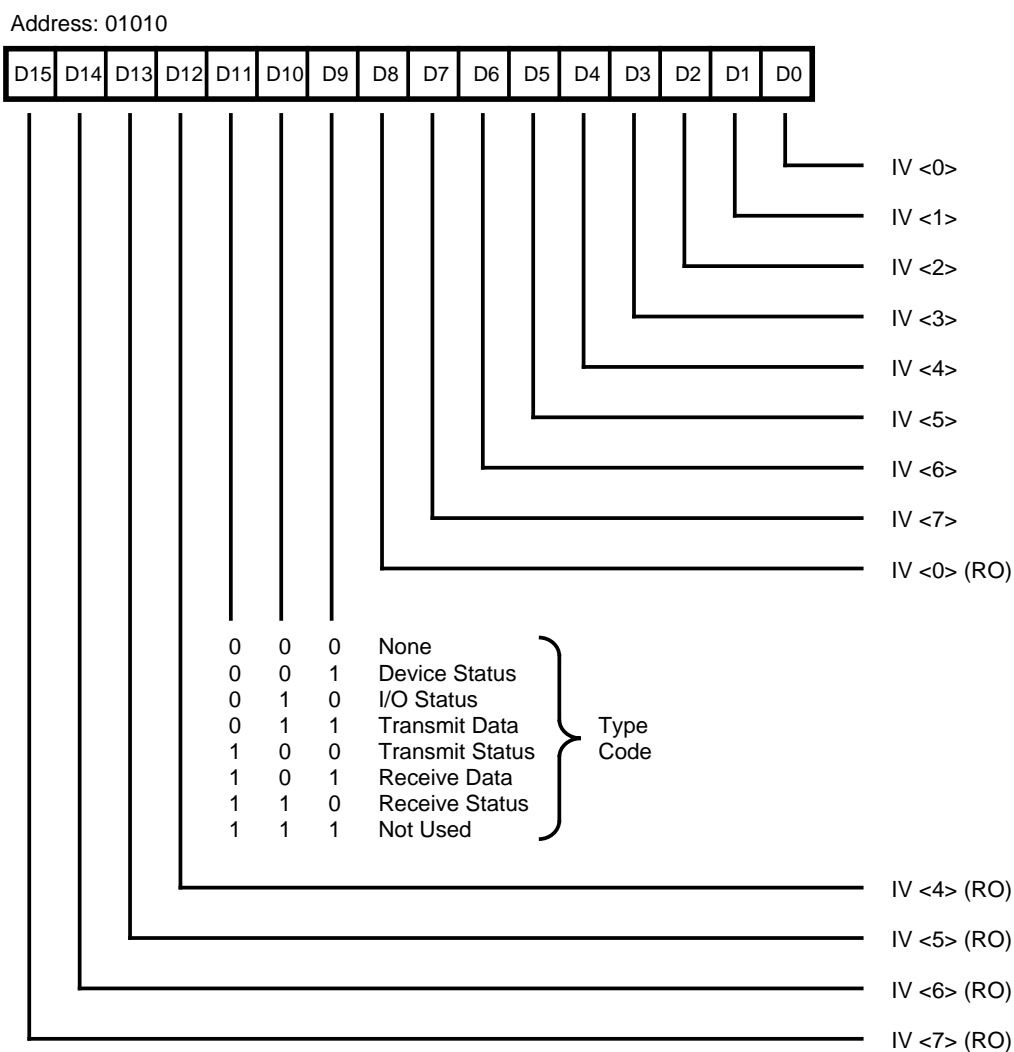 Address: 01010
D15 D14 D13 D12 D11 D10 D9 D8 D7 D6 D5 D4 D3 D2 D1 D0
IV <0>
IV <1>
IV <2>
IV <3>
IV <4>
IV <5>
IV <6>
IV <7>
IV <0> (RO)
0 0 0 None
0 0 1 Device Status
0 1 0 I/O Status
0 1 1 Transmit Data
1 0 0 Transmit Status
1 0 1 Receive Data
1 1 0 Receive Status
1 1 1 Not Used
Type
Code
IV <4> (RO)
IV <5> (RO)
IV <6> (RO)
IV <7> (RO)